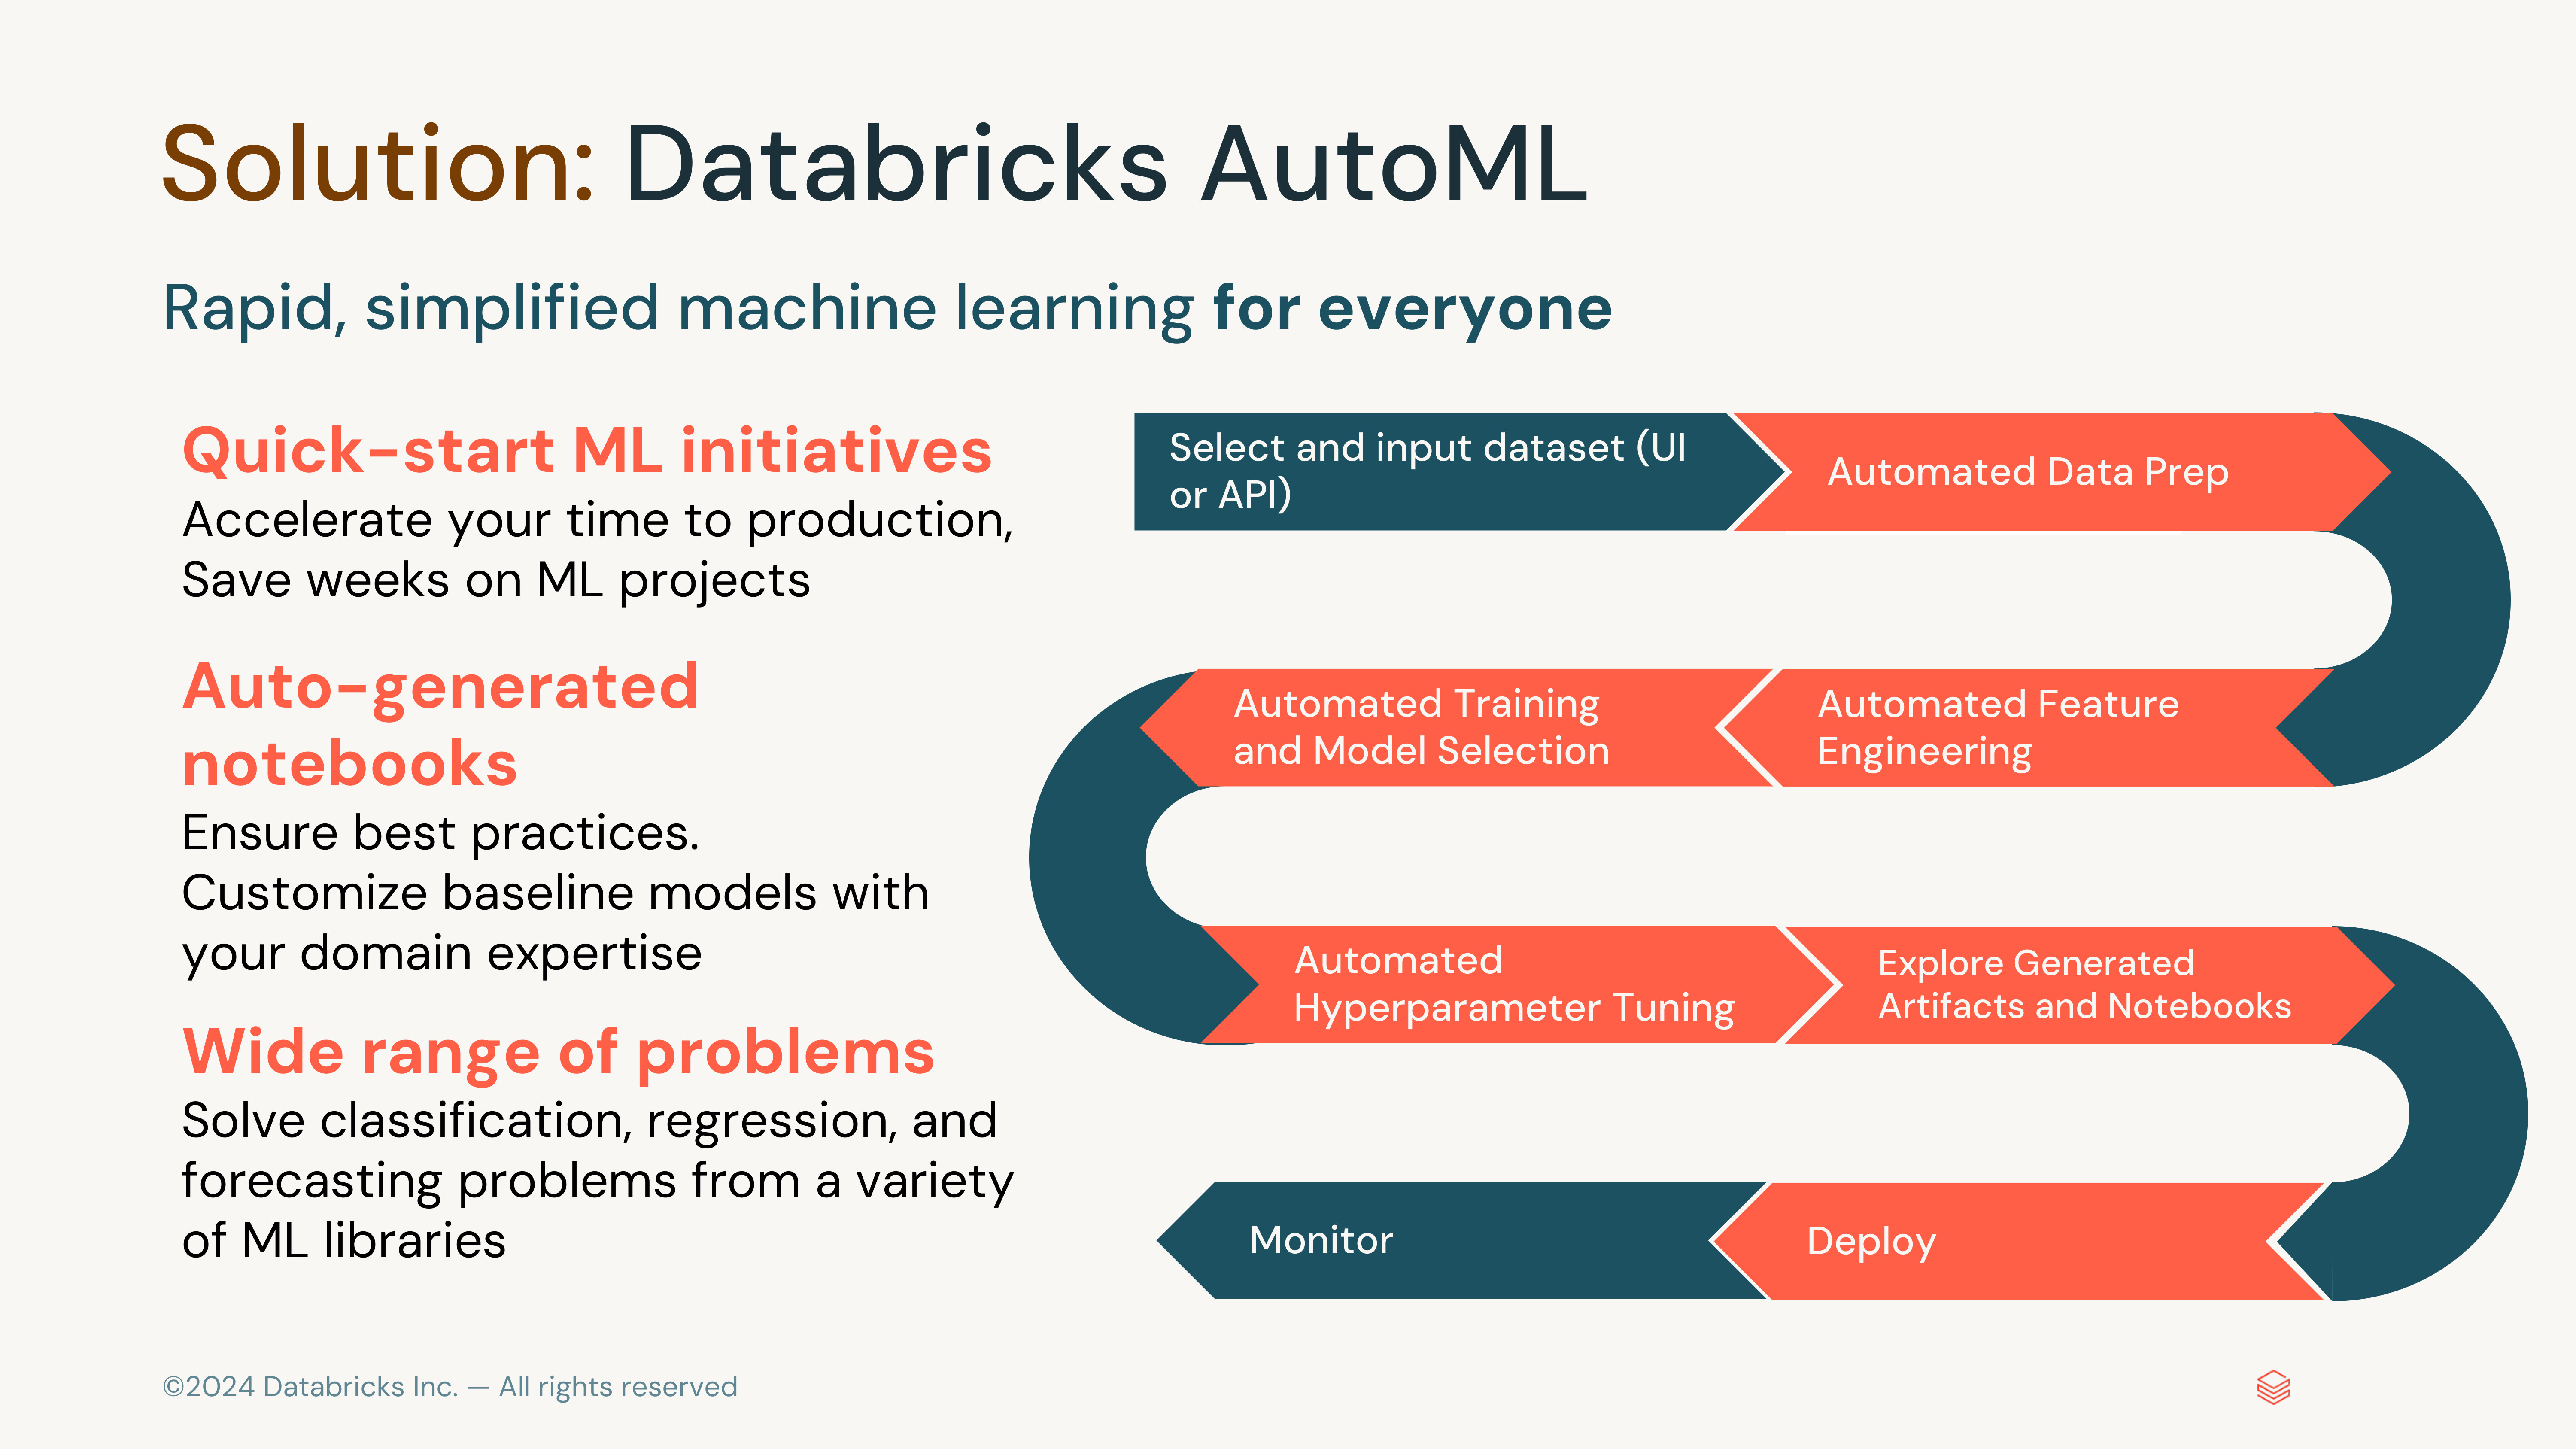 Solution: Databricks AutoML
Rapid, simplified machine learning for everyone
Quick-start ML initiatives
Accelerate your time to production,
Save weeks on ML projects
Auto-generated
notebooks
Ensure best practices.
Customize baseline models with
your domain expertise
Wide range of problems
Solve classification, regression, and
forecasting problems from a variety
of ML libraries
Select and input dataset (UI
or API)
Automated Data Prep
Automated Feature
Engineering
Automated Training
and Model Selection
Automated
Hyperparameter Tuning
Explore Generated
Artifacts and Notebooks
Deploy
Monitor
©2024 Databricks Inc. — All rights reserved